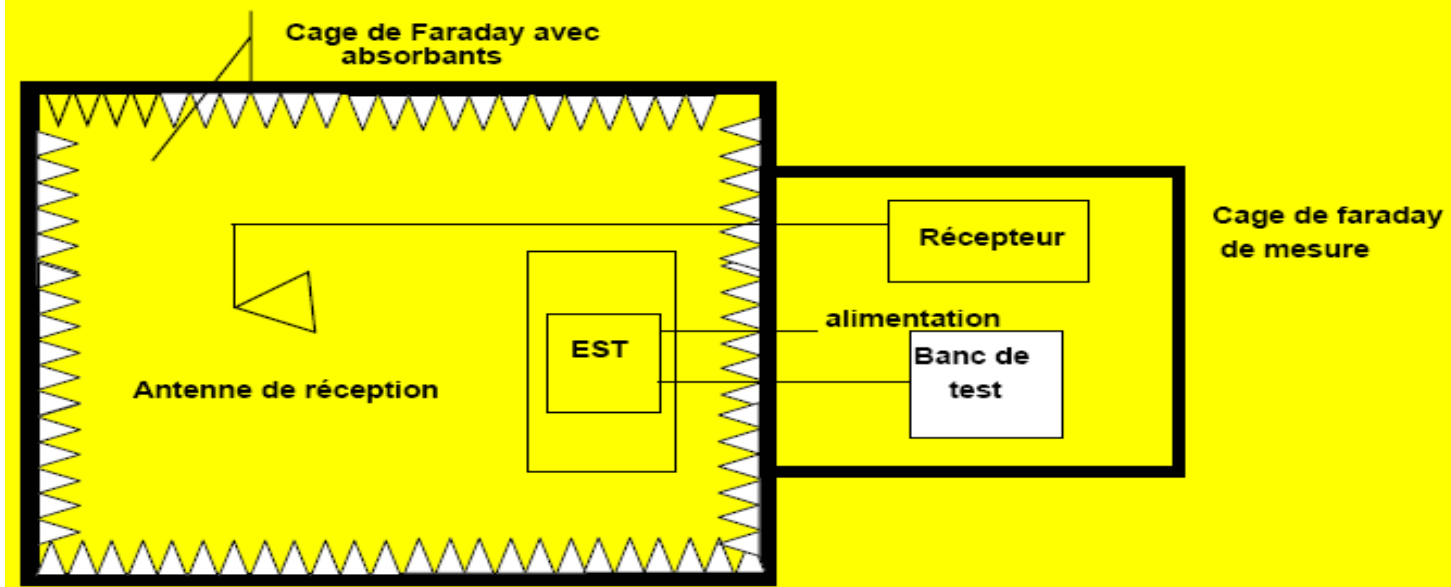 Cage de Faraday avec
absorbants
Récepteur
Cage de faraday
de mesure
alimentation
EST
Banc de
test
Antenne de réception